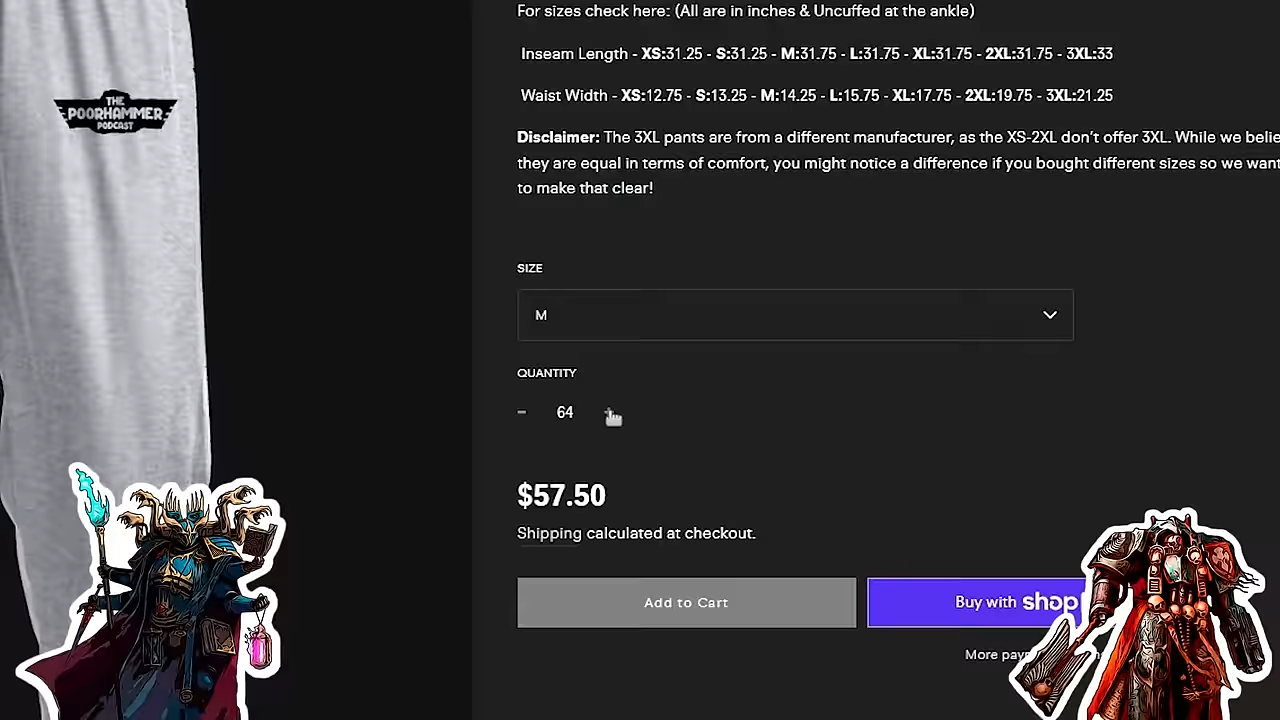 For sizes check here: (All are in inches & Uncuffed at the ankle)
Inseam Length - XS:31.25 - S:31.25 - M:31.75 - L:31.75 - XL:31.75 - 2XL:31.75 - 3XL:33
Waist Width - XS:12.75 - S:13.25 - M:14.25 - L:15.75 - XL:17.75 - 2XL:19.75 - 3XL:21.25
THE
POORHAMMER
PODCAST
Disclaimer: The 3XL pants are from a different manufacturer, as the XS-2XL don’t offer 3XL. While we belie
they are equal in terms of comfort, you might notice a difference if you bought different sizes so we want
to make that clear!
SIZE
M
QUANTITY
- 64
$57.50
Shipping calculated at checkout.
Add to Cart
Buy with shop
More pay